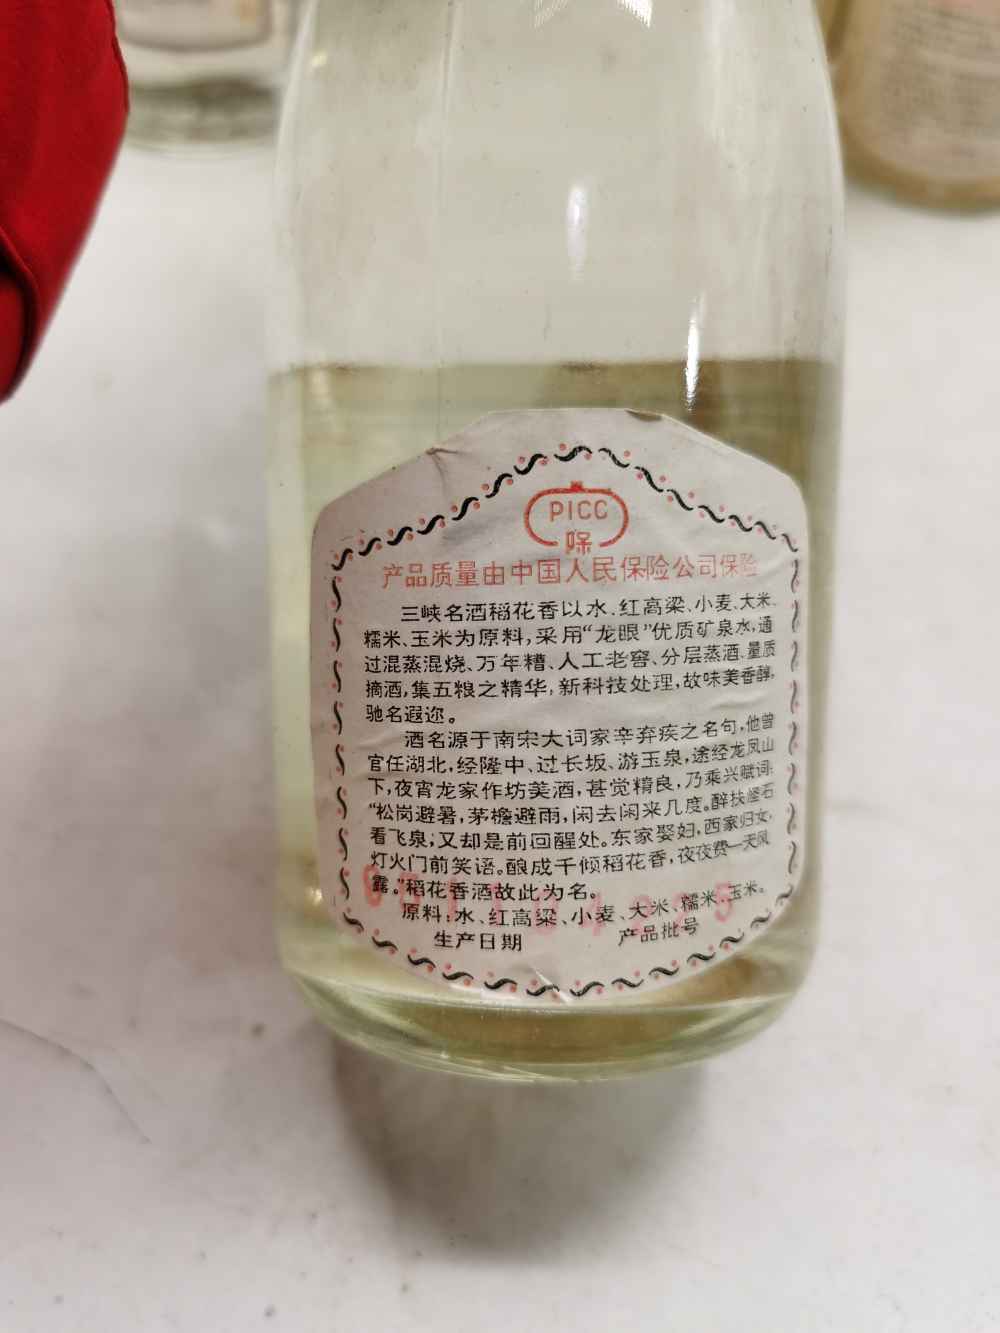 PICC
保
产品质量由中国人民保险公司保险
三峡名酒稻花香以水、红高粱、小麦、大米、
糯米、玉米为原料，采用“龙眼”优质矿泉水，通
过混蒸混烧、万年糟、人工老窖、分层蒸酒、量质
摘酒，集五粮之精华，新科技处理，故味美香醇，
驰名遐迩。
酒名源于南宋大词家辛弃疾之名句，他曾
官任湖北，经隆中、过长坂、游玉泉，途经龙凤山
下，夜宵龙家作坊美酒，甚觉精良，乃乘兴赋词：
“松岗避暑，茅檐避雨，闲去闲来几度。醉扶怪石
看飞泉；又却是前回醒处。东家娶妇，西家归女，
灯火门前笑语。酿成千倾稻花香，夜夜费一天风
露。”稻花香酒故此为名。
原料：水、红高粱、小麦、大米、糯米、玉米。
生产日期 产品批号